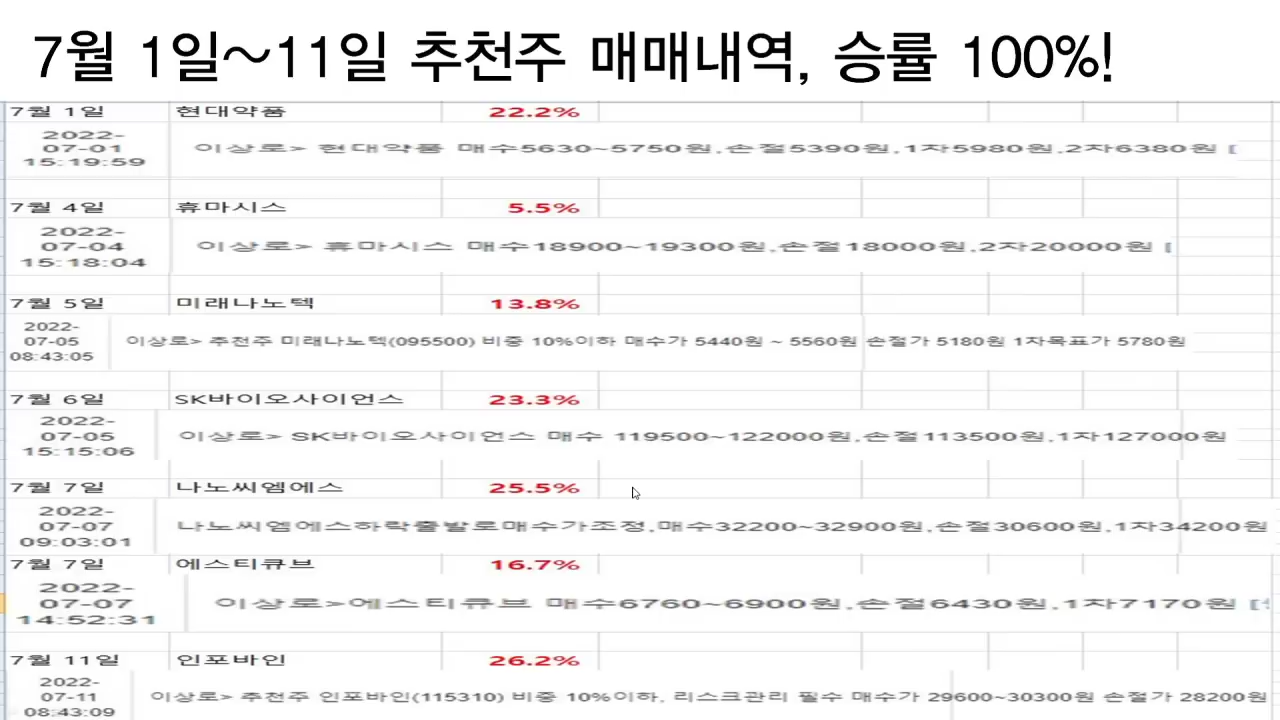 7월 1일~11일 추천주 매매내역, 승률 100%!
7월 1일 현대약품 22.2%
2022-
07-01 이상로> 현대약품 매수5630~5750원,손절5390원,1차5980원,2차6380원 [
15:19:59
7월 4일 휴마시스 5.5%
2022-
07-04 이상로> 휴마시스 매수18900~19300원,손절18000원,2차20000원 [
15:18:04
7월 5일 미래나노텍 13.8%
2022-
07-05 이상로> 추천주 미래나노텍(095500) 비중 10%이하 매수가 5440원 ~ 5560원 손절가 5180원 1차목표가 5780원
08:43:05
7월 6일 SK바이오사이언스 23.3%
2022-
07-05 이상로> SK바이오사이언스 매수 119500~122000원,손절113500원,1차127000원
15:15:06
7월 7일 나노씨엠에스 25.5%
2022-
07-07 나노씨엠에스하락출발로매수가조정,매수32200~32900원,손절30600원,1차34200원
09:03:01
7월 7일 에스티큐브 16.7%
2022-
07-07 이상로>에스티큐브 매수6760~6900원,손절6430원,1차7170원 [
14:52:31
7월 11일 인포바인 26.2%
2022-
07-11 이상로> 추천주 인포바인(115310) 비중 10%이하, 리스크관리 필수 매수가 29600~30300원 손절가 28200원
08:43:09